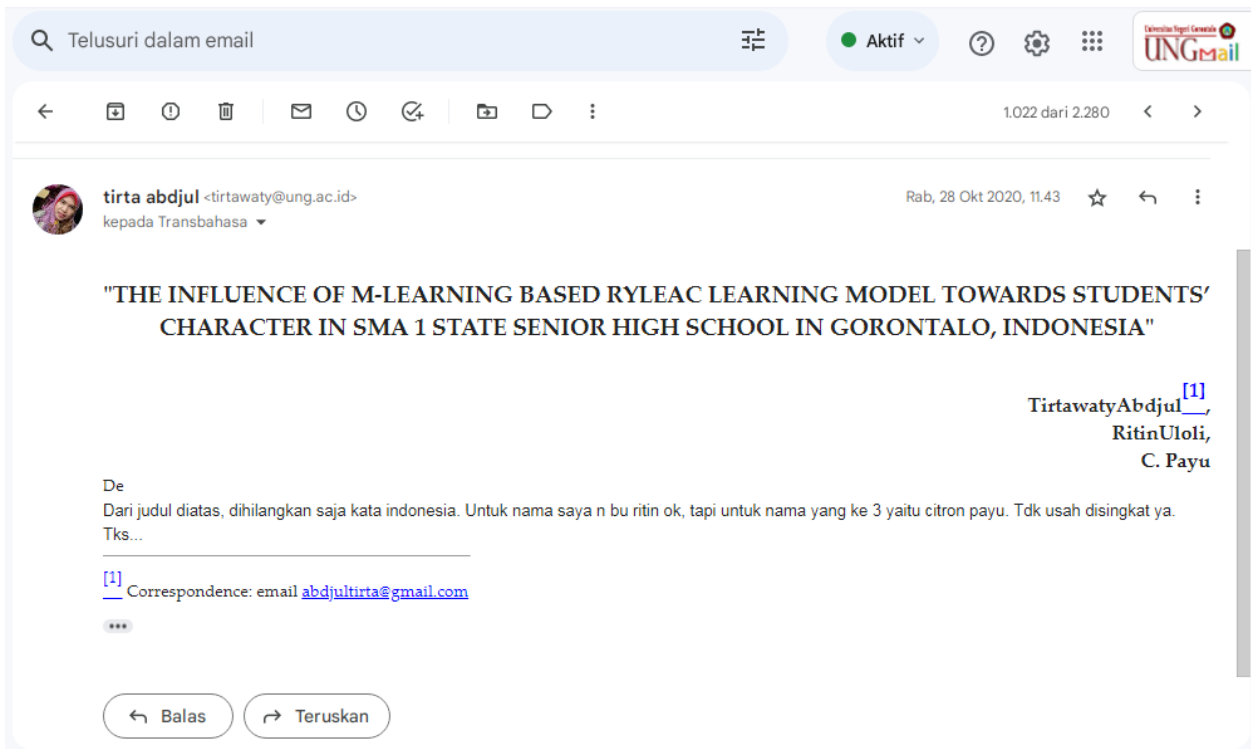 Telusuri dalam email
Aktif
Universitas Negeri Gorontalo
UNGmail
1.022 dari 2.280
tirta abdjul <tirtawaty@ung.ac.id>
Rab, 28 Okt 2020, 11.43
kepada Transbahasa
"THE INFLUENCE OF M-LEARNING BASED RYLEAC LEARNING MODEL TOWARDS STUDENTS’
CHARACTER IN SMA 1 STATE SENIOR HIGH SCHOOL IN GORONTALO, INDONESIA"
TirtawatyAbdjul[1],
RitinUloli,
C. Payu
De
Dari judul diatas, dihilangkan saja kata indonesia. Untuk nama saya n bu ritin ok, tapi untuk nama yang ke 3 yaitu citron payu. Tdk usah disingkat ya.
Tks...
[1] Correspondence: email abdjultirta@gmail.com
Balas
Teruskan